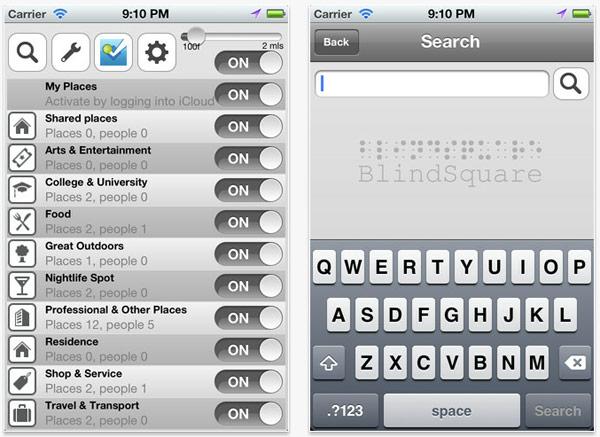 Carrier 9:10 PM
100f 2 mls
ON
My Places
Activate by logging into iCloud
ON
Shared places
Places 0, people 0
ON
Arts & Entertainment
Places 0, people 0
ON
College & University
Places 2, people 0
ON
Food
Places 2, people 1
ON
Great Outdoors
Places 1, people 0
ON
Nightlife Spot
Places 2, people 0
ON
Professional & Other Places
Places 12, people 5
ON
Residence
Places 2, people 0
ON
Shop & Service
Places 2, people 1
ON
Travel & Transport
Places 2, people 0
ON
Carrier 9:10 PM
Back Search
BlindSquare
Q W E R T Y U I O P
A S D F G H J K L
Z X C V B N M
.?123 space Search